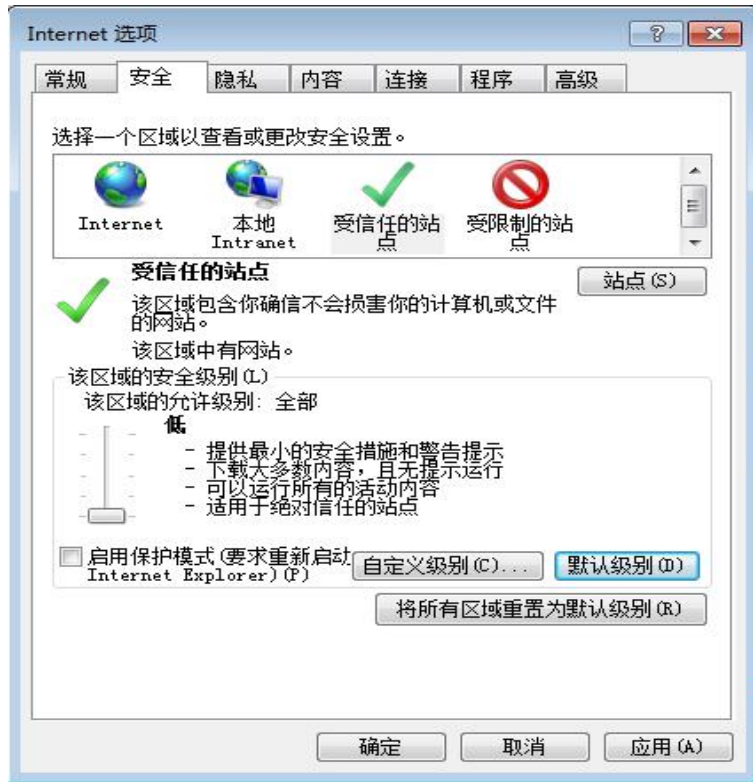 Internet 选项
常规 安全 隐私 内容 连接 程序 高级
选择一个区域以查看或更改安全设置。
Internet 本地 受信任的站 受限制的站
Intranet 点 点
受信任的站点
站点(S)
该区域包含你确信不会损害你的计算机或文件
的网站。
该区域中有网站。
该区域的安全级别(L)
该区域的允许级别: 全部
低
- 提供最小的安全措施和警告提示
- 下载大多数内容，且无提示运行
- 可以运行所有的活动内容
- 适用于绝对信任的站点
启用保护模式(要求重新启动
Internet Explorer)(P)
自定义级别(C)... 默认级别(D)
将所有区域重置为默认级别(R)
确定 取消 应用(A)